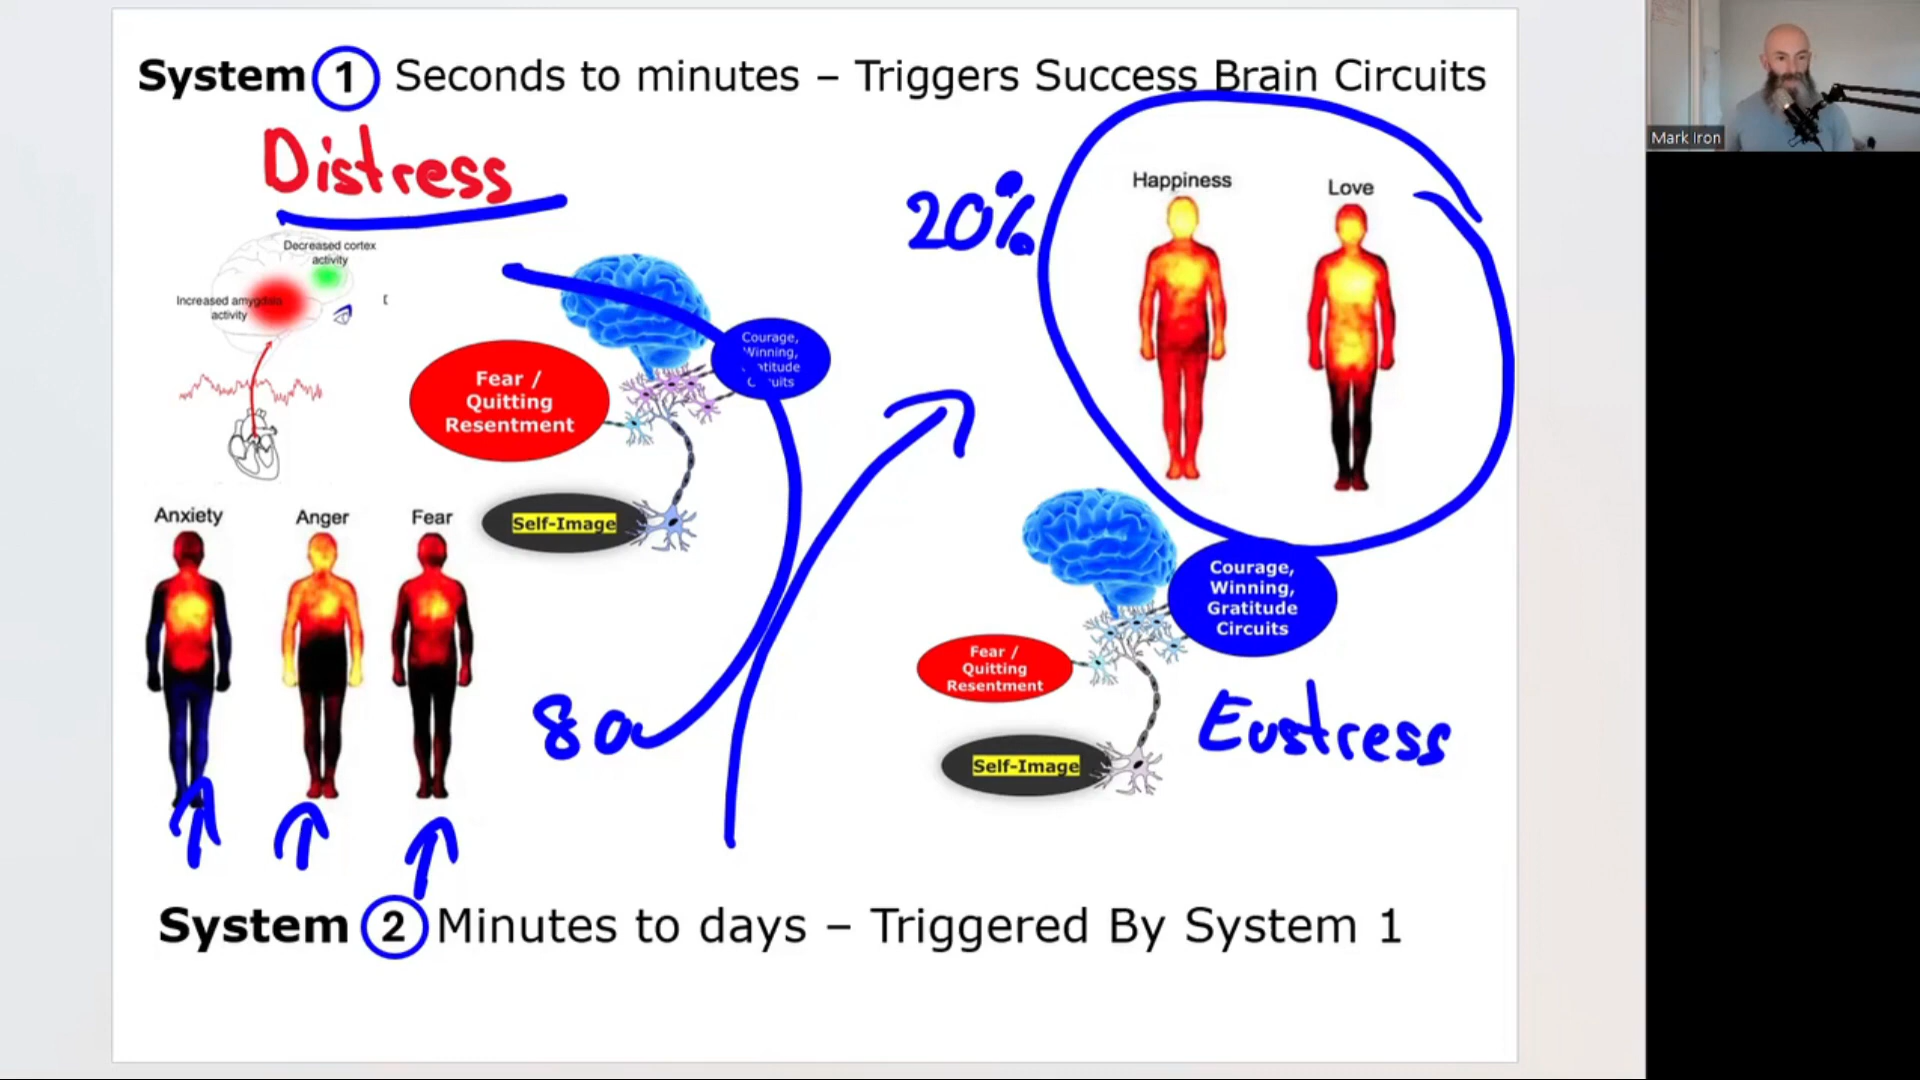 System 1 Seconds to minutes – Triggers Success Brain Circuits
Distress
20%
Happiness
Love
Decreased cortex
activity
Increased amygdala
activity
Courage,
Winning,
Fear /
Quitting
Resentment
Self-Image
Anxiety
Anger
Fear
80
Courage,
Winning,
Gratitude
Circuits
Fear /
Quitting
Resentment
Self-Image
Eustress
System 2 Minutes to days – Triggered By System 1
Mark Iron